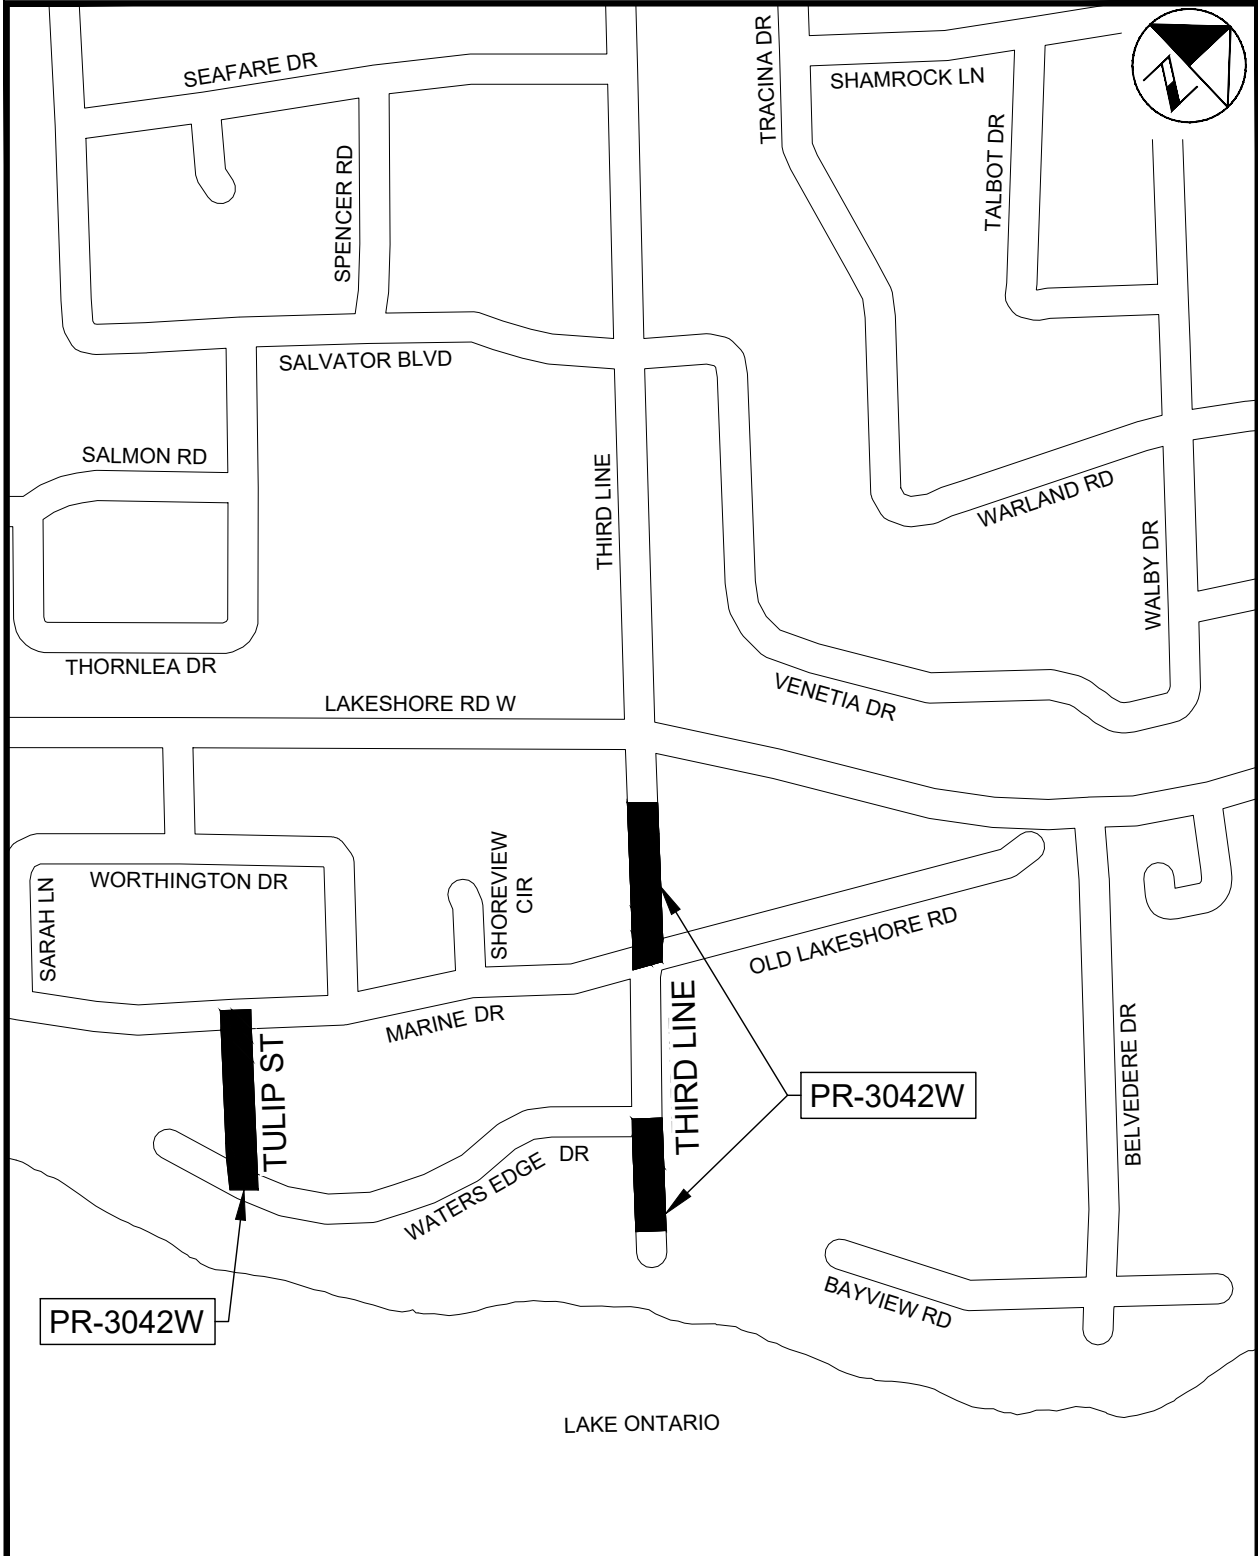 SEAFARE DR
TRACINA DR
SHAMROCK LN
TALBOT DR
SPENCER RD
SALVATOR BLVD
SALMON RD
THIRD LINE
WARLAND RD
WALBY DR
THORNLEA DR
VENETIA DR
LAKESHORE RD W
WORTHINGTON DR
SARAH LN
SHOREVIEW
CIR
OLD LAKESHORE RD
MARINE DR
TULIP ST
THIRD LINE
PR-3042W
BELVEDERE DR
WATERS EDGE DR
BAYVIEW RD
PR-3042W
LAKE ONTARIO
N